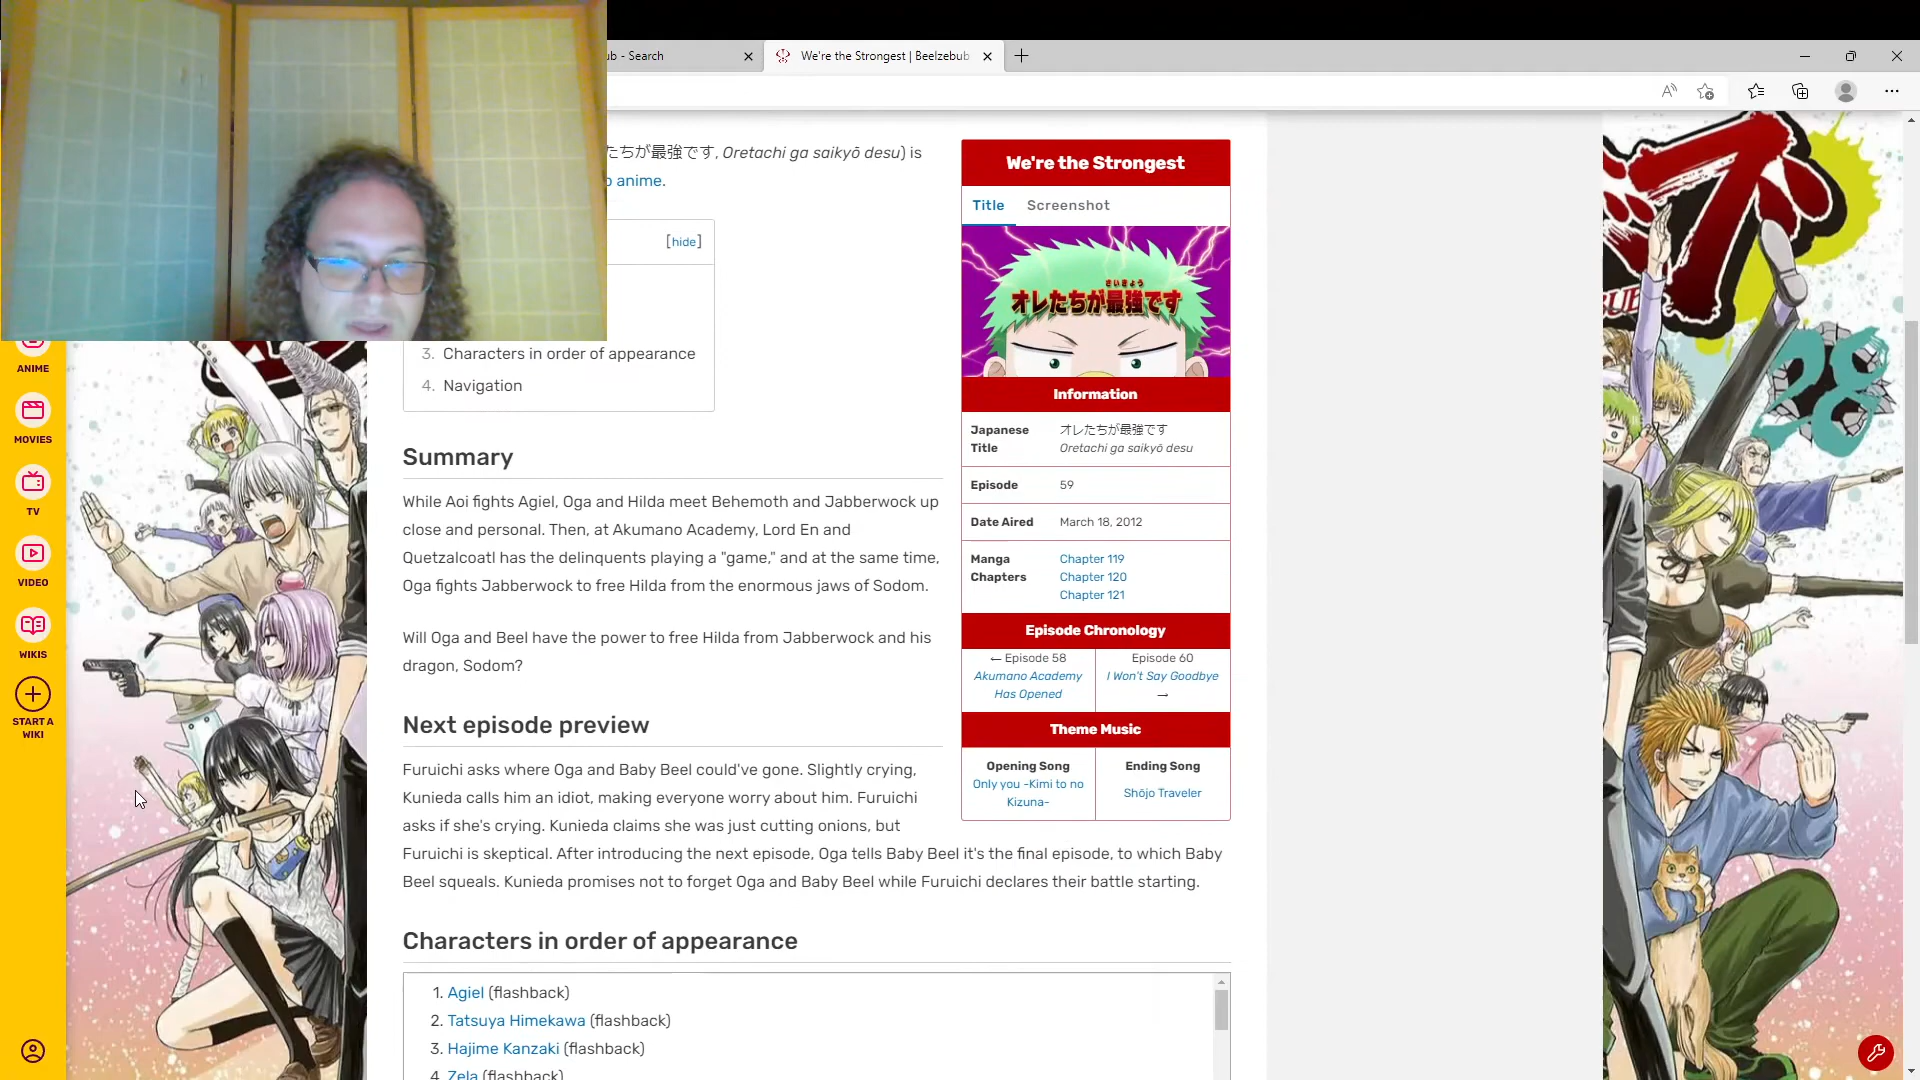 ub - Search
We're the Strongest | Beelzebub
たちが最強です, Oretachi ga saikyō desu) is
anime.
[hide]
3. Characters in order of appearance
4. Navigation
ANIME
MOVIES
TV
VIDEO
WIKIS
START A
WIKI
Summary
While Aoi fights Agiel, Oga and Hilda meet Behemoth and Jabberwock up
close and personal. Then, at Akumano Academy, Lord En and
Quetzalcoatl has the delinquents playing a "game," and at the same time,
Oga fights Jabberwock to free Hilda from the enormous jaws of Sodom.
Will Oga and Beel have the power to free Hilda from Jabberwock and his
dragon, Sodom?
Next episode preview
Furuichi asks where Oga and Baby Beel could've gone. Slightly crying,
Kunieda calls him an idiot, making everyone worry about him. Furuichi
asks if she's crying. Kunieda claims she was just cutting onions, but
Furuichi is skeptical. After introducing the next episode, Oga tells Baby Beel it's the final episode, to which Baby
Beel squeals. Kunieda promises not to forget Oga and Baby Beel while Furuichi declares their battle starting.
Characters in order of appearance
1. Agiel (flashback)
2. Tatsuya Himekawa (flashback)
3. Hajime Kanzaki (flashback)
4. Zela (flashback)
We're the Strongest
Title Screenshot
さいきょう
オレたちが最強です
Information
Japanese
Title
オレたちが最強です
Oretachi ga saikyō desu
Episode 59
Date Aired March 18, 2012
Manga
Chapters
Chapter 119
Chapter 120
Chapter 121
Episode Chronology
← Episode 58
Akumano Academy
Has Opened
Episode 60
I Won't Say Goodbye
→
Theme Music
Opening Song
Only you -Kimi to no
Kizuna-
Ending Song
Shōjo Traveler
ブ
28